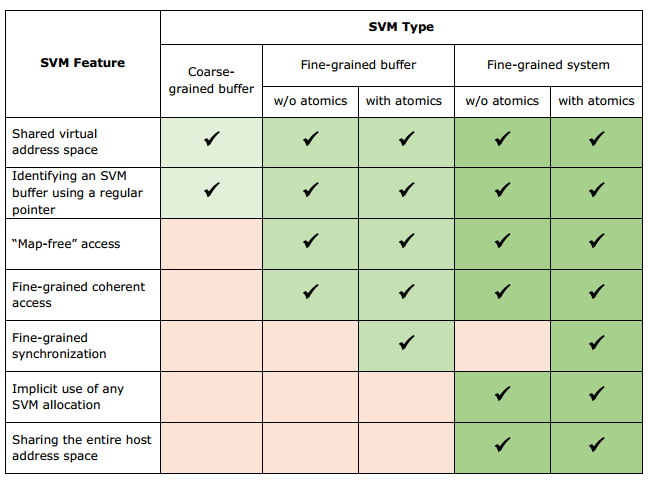 SVM Feature
SVM Type
Coarse-
grained buffer
Fine-grained buffer
Fine-grained system
w/o atomics
with atomics
w/o atomics
with atomics
Shared virtual
address space
✓ ✓ ✓ ✓ ✓
Identifying an SVM
buffer using a regular
pointer
✓ ✓ ✓ ✓ ✓
“Map-free” access
✓ ✓ ✓ ✓
Fine-grained coherent
access
✓ ✓ ✓ ✓
Fine-grained
synchronization
✓ ✓
Implicit use of any
SVM allocation
✓ ✓
Sharing the entire host
address space
✓ ✓